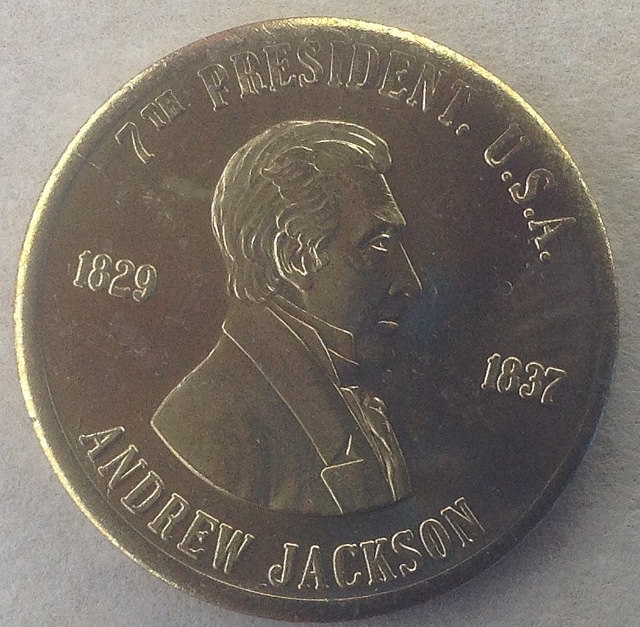 7TH PRESIDENT. U.S.A.
1829
1837
ANDREW JACKSON